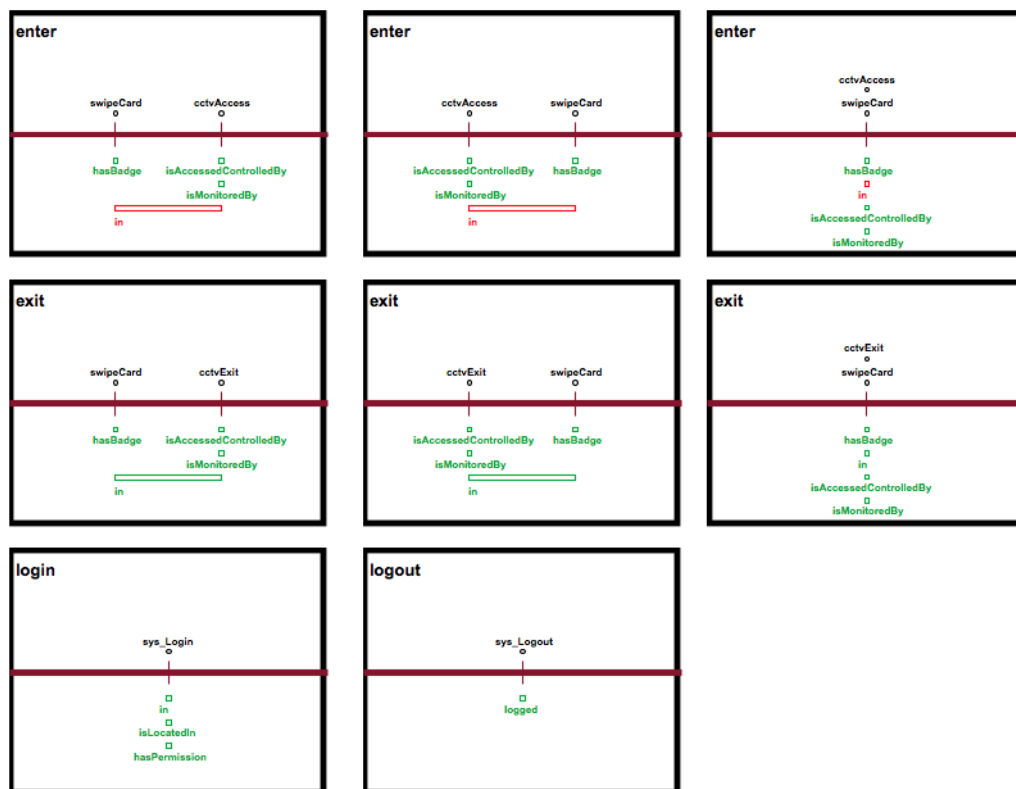 enter
swipeCard cctvAccess
hasBadge isAccessedControlledBy
isMonitoredBy
in
enter
cctvAccess swipeCard
isAccessedControlledBy hasBadge
isMonitoredBy
in
enter
cctvAccess
swipeCard
hasBadge
in
isAccessedControlledBy
isMonitoredBy
exit
swipeCard cctvExit
hasBadge isAccessedControlledBy
isMonitoredBy
in
exit
cctvExit swipeCard
isAccessedControlledBy hasBadge
isMonitoredBy
in
exit
cctvExit
swipeCard
hasBadge
in
isAccessedControlledBy
isMonitoredBy
login
sys_Login
in
isLocatedIn
hasPermission
logout
sys_Logout
logged